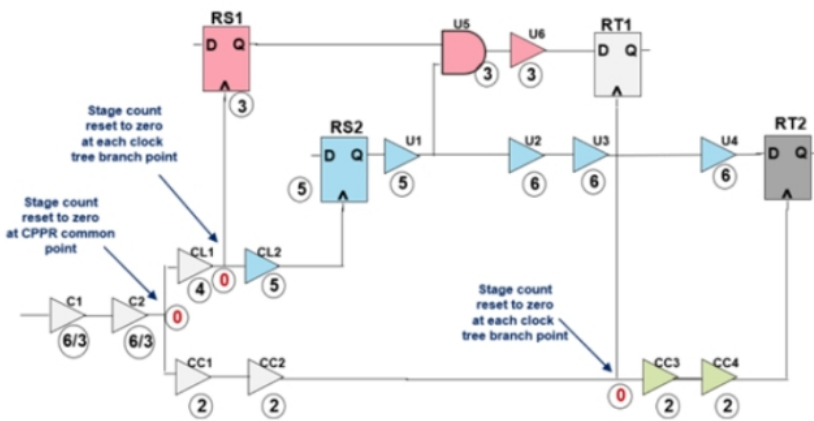 RS1
D Q
3
U5
3
U6
3
RT1
D Q
Stage count
reset to zero
at each clock
tree branch point
RS2
D Q
5
U1
5
U2
6
U3
6
U4
6
RT2
D Q
Stage count
reset to zero
at CPPR common
point
C1
6/3
C2
6/3
0
CL1
4
0
CL2
5
Stage count
reset to zero
at each clock
tree branch point
CC1
2
CC2
2
0
CC3
2
CC4
2